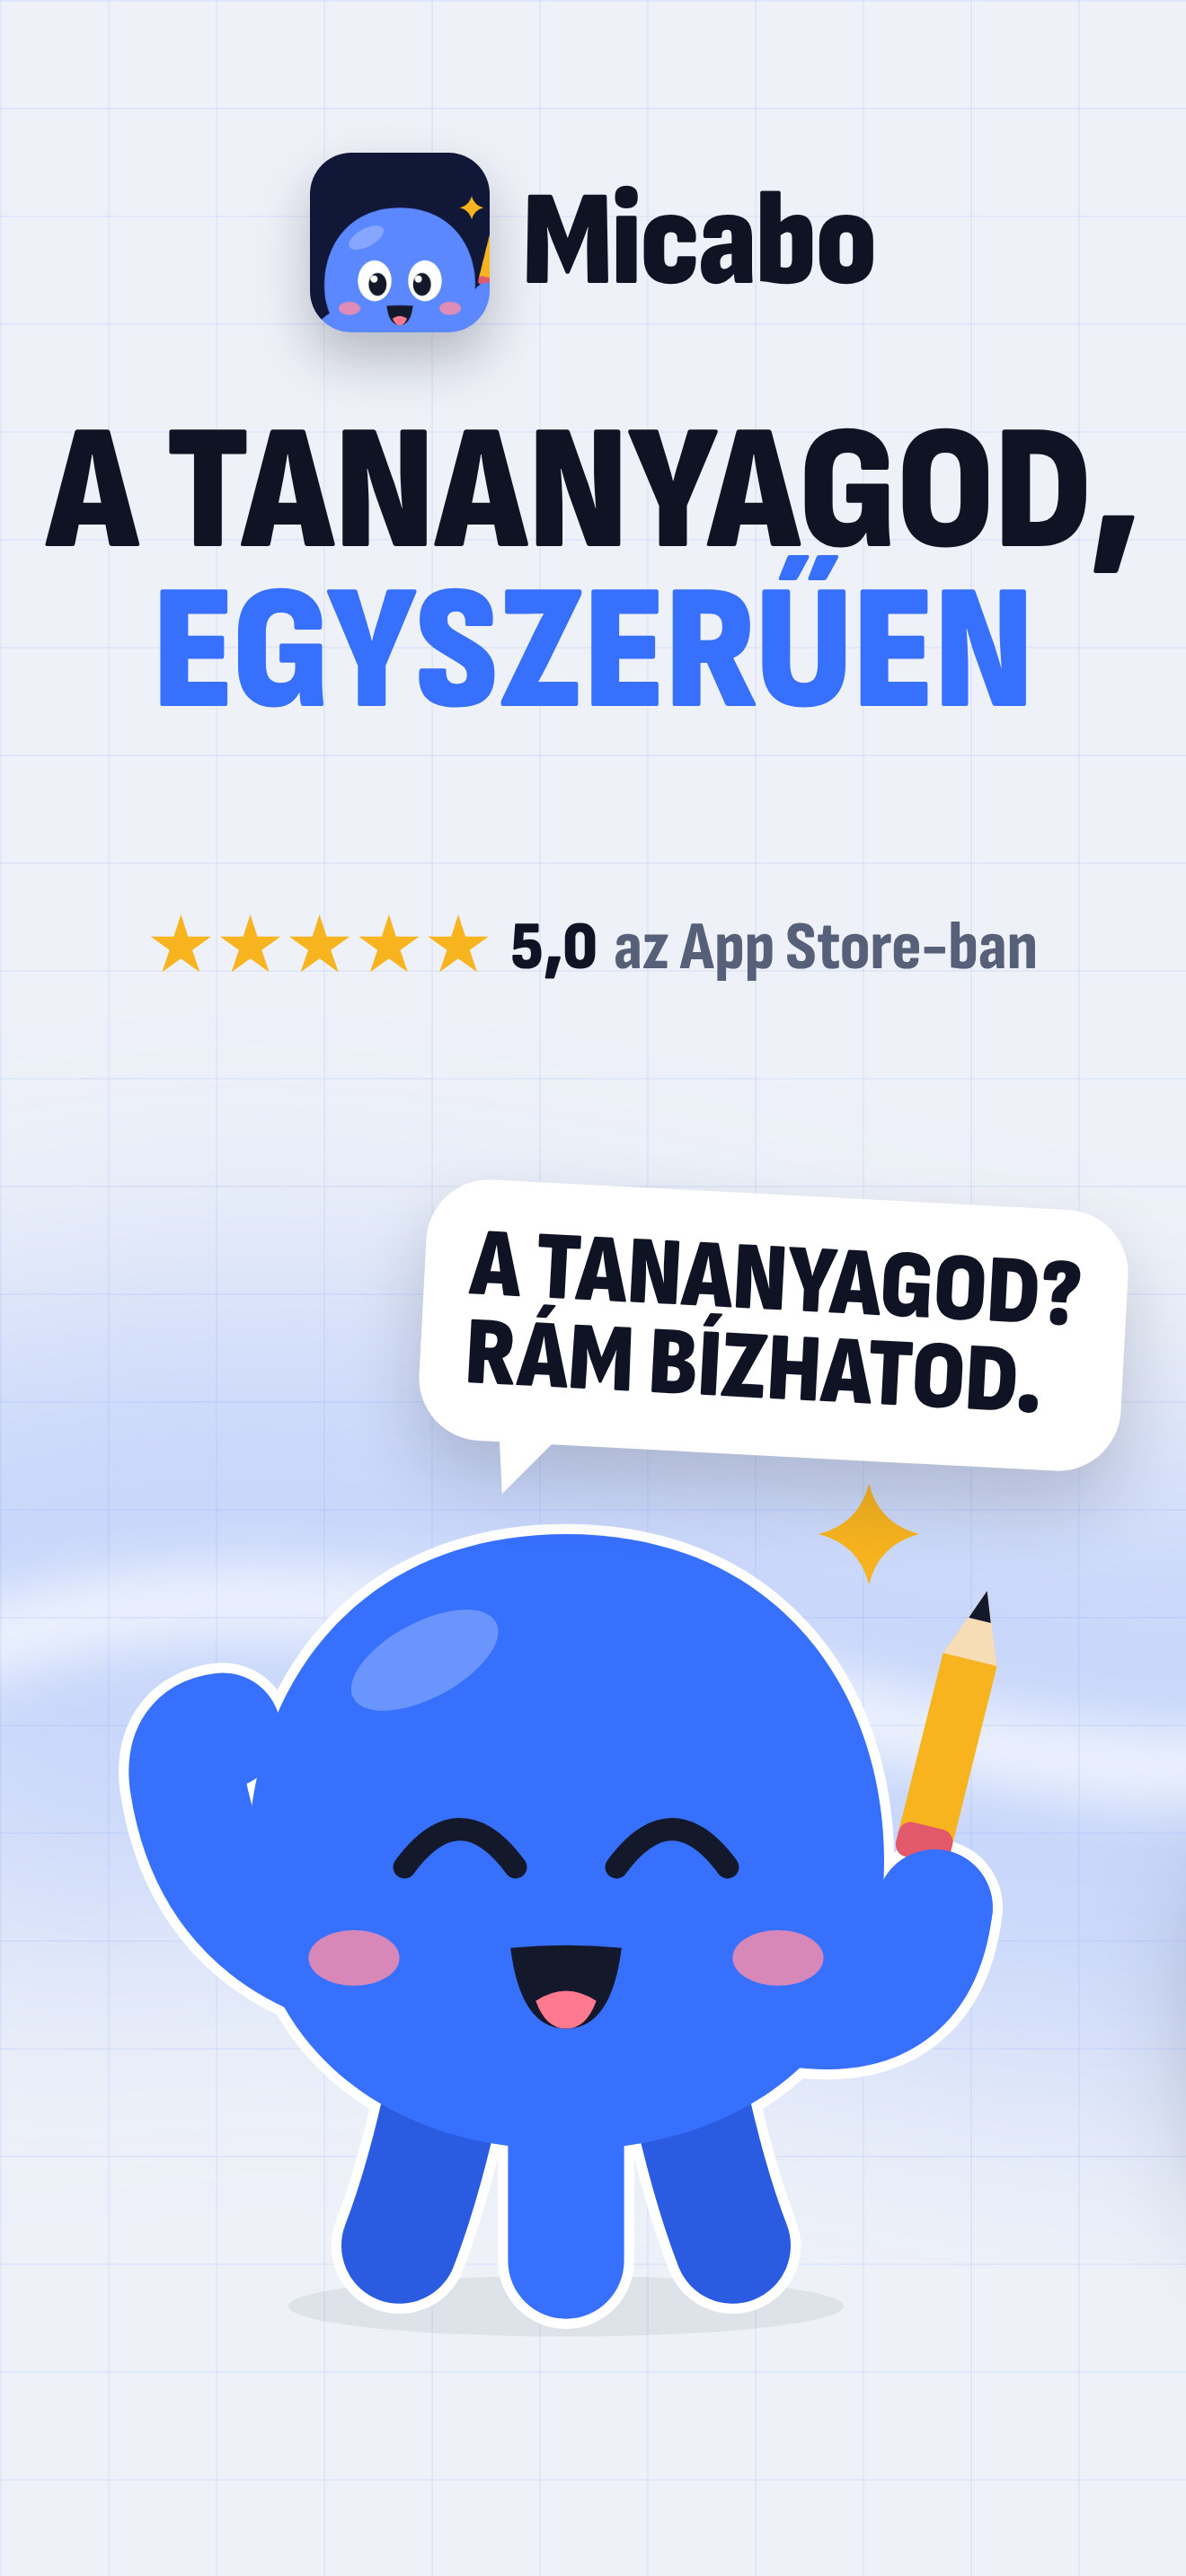 Micabo
A TANANYAGOD,
EGYSZERŰEN
★★★★★ 5,0 az App Store-ban
A TANANYAGOD?
RÁM BÍZHATOD.